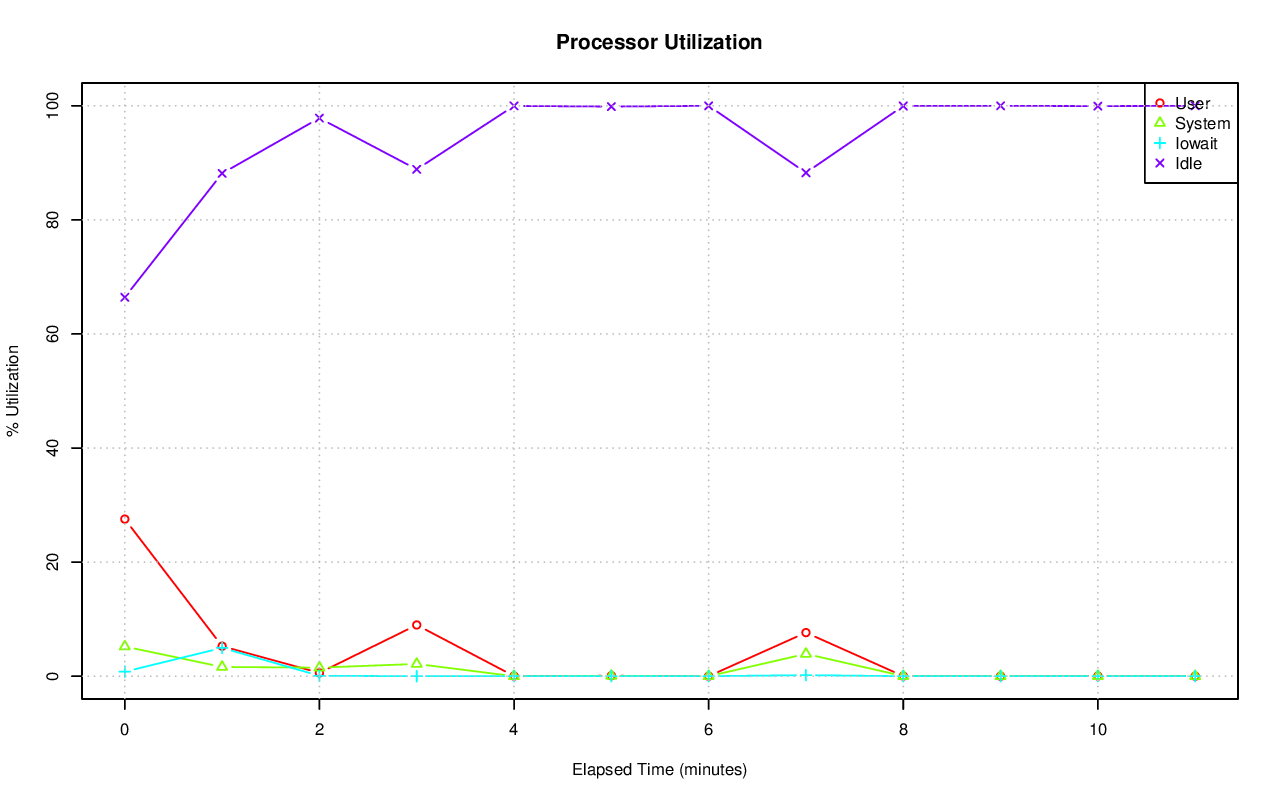 Processor Utilization
100
80
60
40
20
0
% Utilization
User
System
Iowait
Idle
0 2 4 6 8 10
Elapsed Time (minutes)